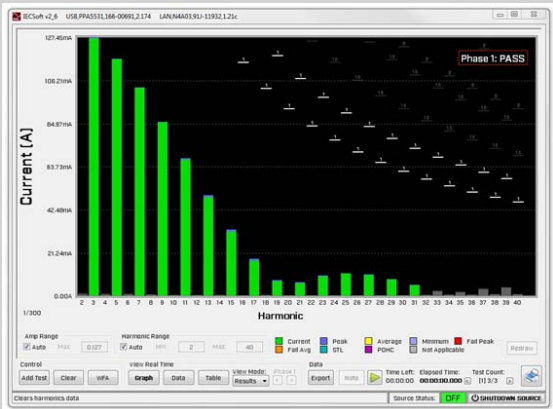 IECSoft v2_6 USB,PPA5531,166-00691,2.174 LAN,N4A03,91J-11932,1.21c
127.45mA
106.21mA
84.97mA
63.73mA
42.48mA
21.24mA
0.00A
Current [A]
Phase 1: PASS
2 3 4 5 6 7 8 9 10 11 12 13 14 15 16 17 18 19 20 21 22 23 24 25 26 27 28 29 30 31 32 33 34 35 36 37 38 39 40
Harmonic
1/300
Amp Range
Auto Max: 0.127
Harmonic Range
Auto Min: 2 Max: 40
Current Peak Average Minimum Fail Peak
Fail Avg STL POHC Not Applicable
Redraw
Control
Add Test Clear WFA
View Real Time
Graph Data Table
View Mode: Phase 1
Results < >
Data
Export Note
Time Left: Elapsed Time: Test Count:
00:00:00 00:00:00.000 [1] 3/3
Clears harmonics data
Source Status: OFF SHUTDOWN SOURCE